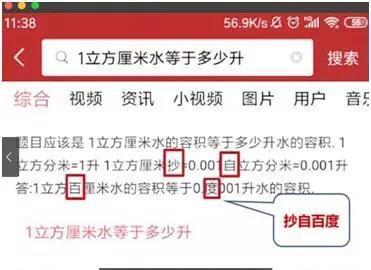 11:38
56.9K/s 55
1立方厘米水等于多少升 搜索
综合 视频 资讯 小视频 图片 用户 音
题目应该是 1立方厘米水的容积等于多少升水的容积. 1
立方分米=1升 1立方厘米抄=0.001自立方分米=0.001升
答:1立方百厘米水的容积等于0.度001升水的容积.
抄自百度
1立方厘米水等于多少升